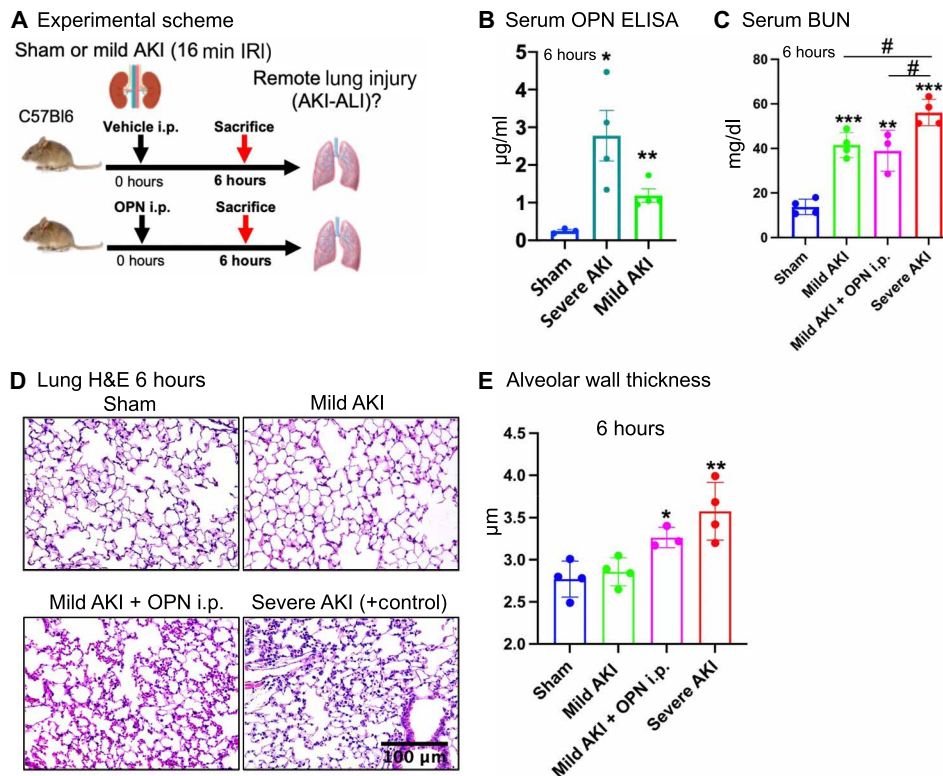 A Experimental scheme
Sham or mild AKI (16 min IRI)
Remote lung injury
(AKI-ALI)?
C57Bl6
Vehicle i.p.
Sacrifice
0 hours
6 hours
OPN i.p.
Sacrifice
0 hours
6 hours
B Serum OPN ELISA
6 hours
*
**
µg/ml
5
4
3
2
1
0
Sham
Severe AKI
Mild AKI
C Serum BUN
6 hours
#
#
***
**
***
mg/dl
80
60
40
20
0
Sham
Mild AKI
Mild AKI + OPN i.p.
Severe AKI
D Lung H&E 6 hours
Sham
Mild AKI
Mild AKI + OPN i.p.
Severe AKI (+control)
100 µm
E Alveolar wall thickness
6 hours
*
**
µm
4.5
4.0
3.5
3.0
2.5
2.0
Sham
Mild AKI
Mild AKI + OPN i.p.
Severe AKI